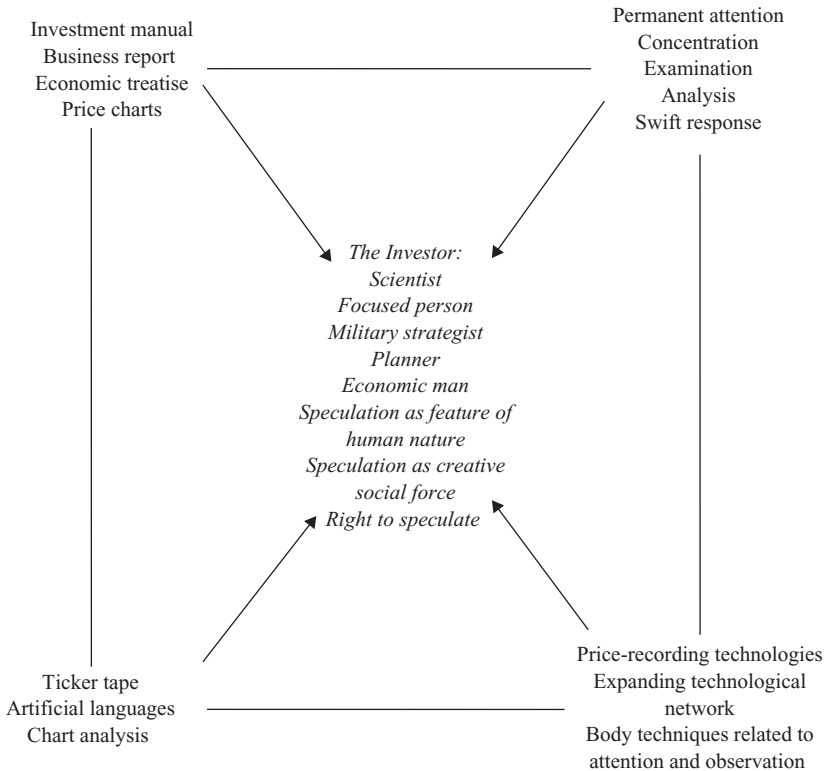 Investment manual
Business report
Economic treatise
Price charts
Permanent attention
Concentration
Examination
Analysis
Swift response
The Investor:
Scientist
Focused person
Military strategist
Planner
Economic man
Speculation as feature of
human nature
Speculation as creative
social force
Right to speculate
Ticker tape
Artificial languages
Chart analysis
Price-recording technologies
Expanding technological
network
Body techniques related to
attention and observation